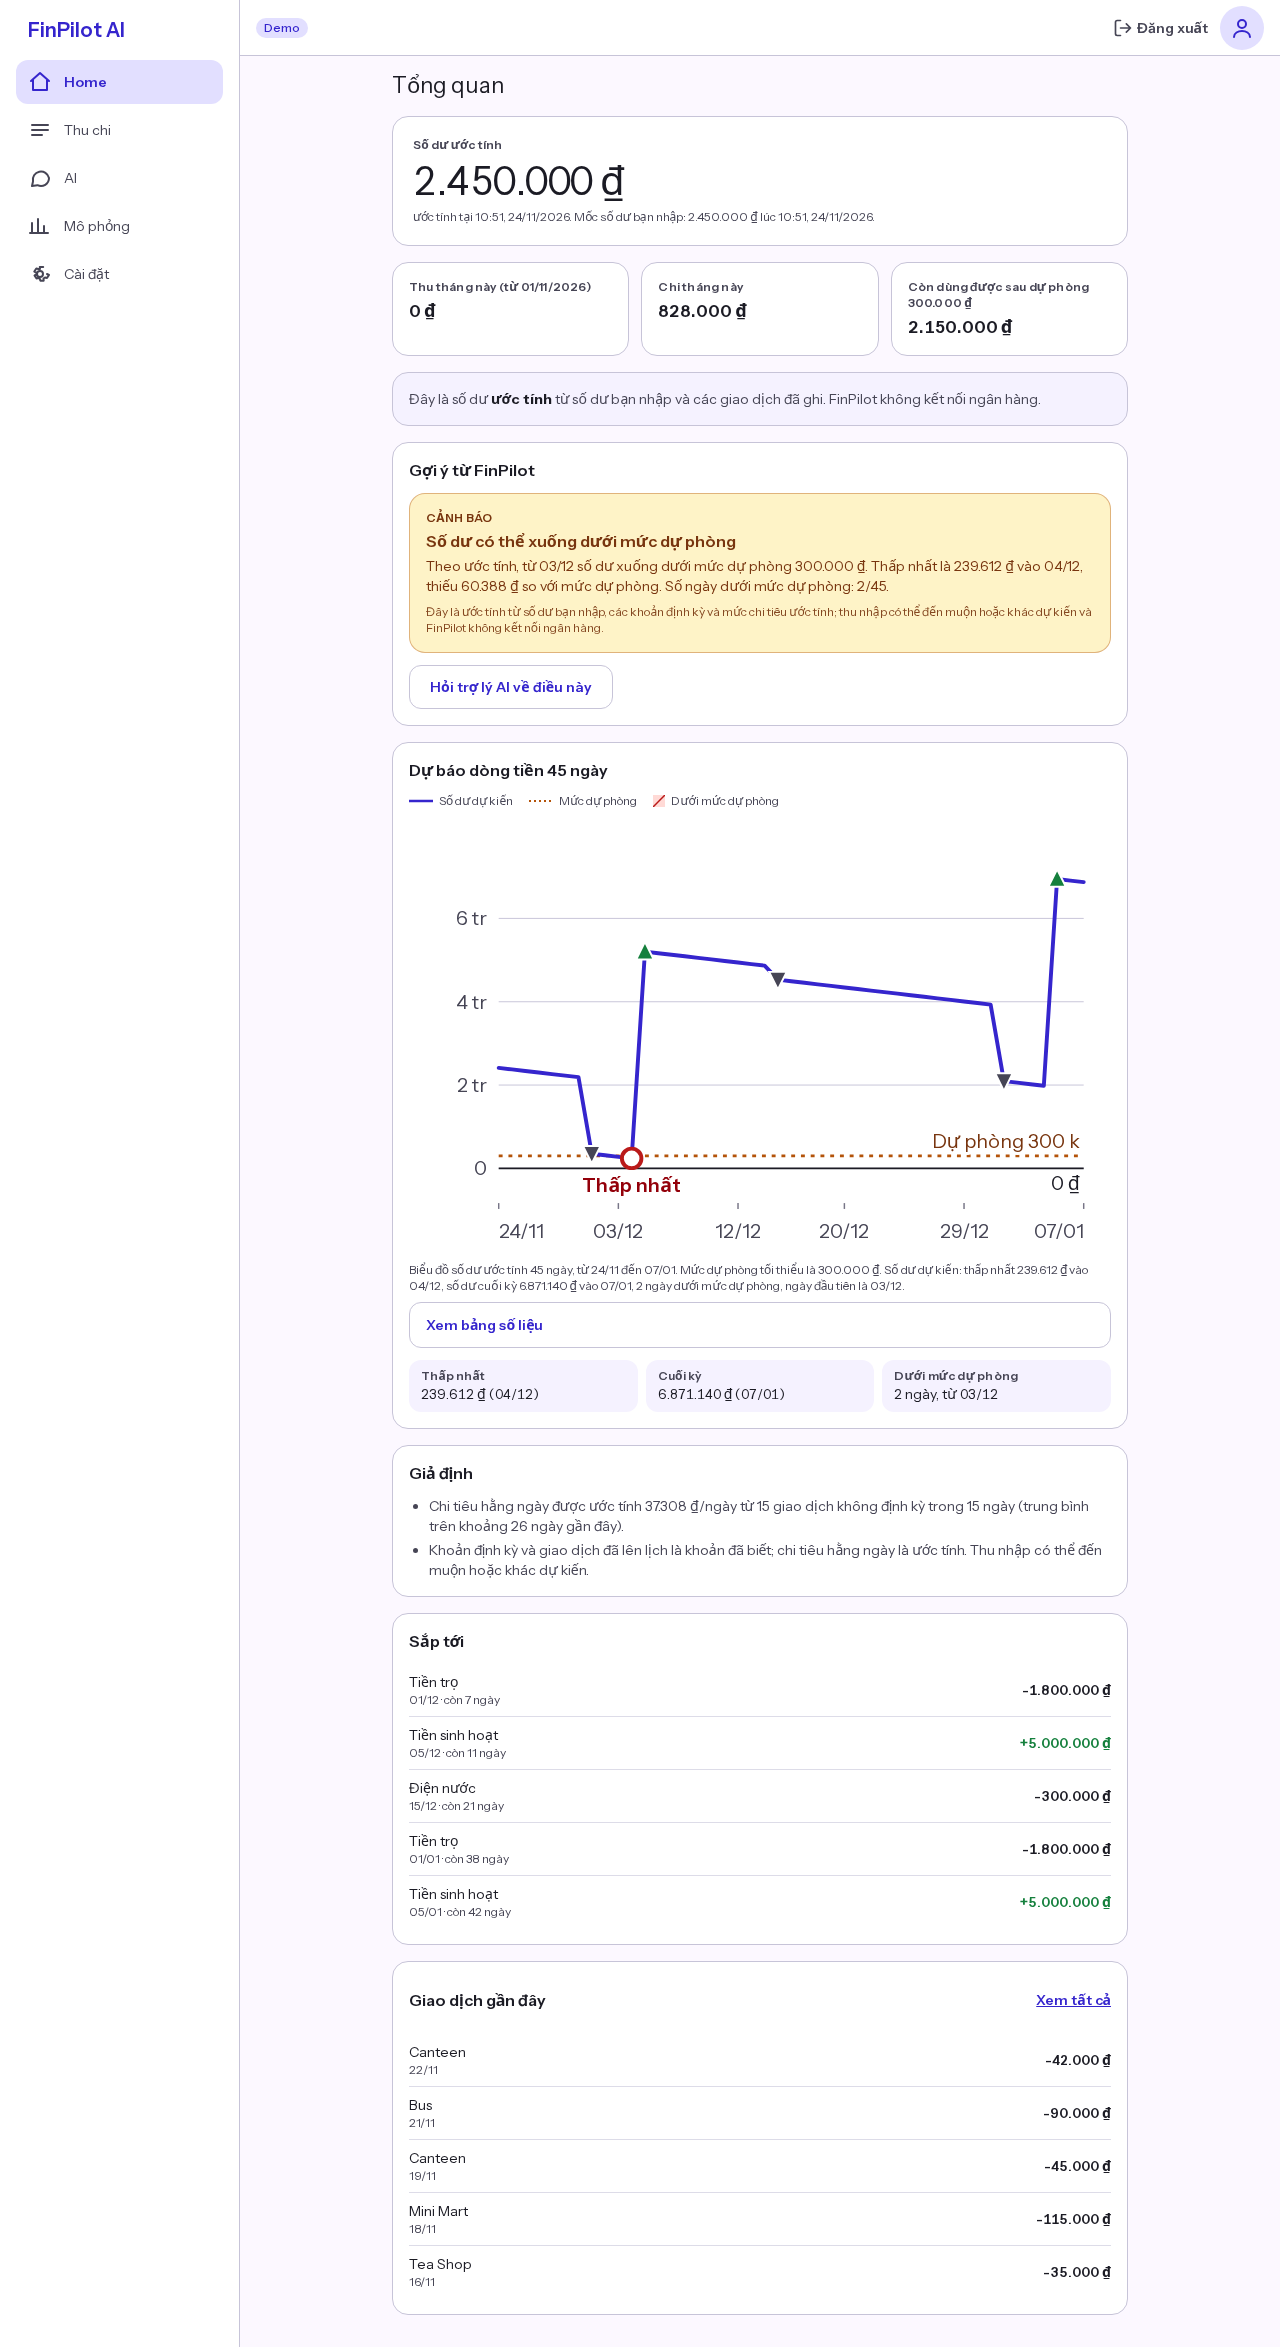 FinPilot AI
Home
Thu chi
AI
Mô phỏng
Cài đặt
Demo
Đăng xuất
Tổng quan
Số dư ước tính
2.450.000 ₫
ước tính tại 10:51, 24/11/2026. Mốc số dư bạn nhập: 2.450.000 ₫ lúc 10:51, 24/11/2026.
Thu tháng này (từ 01/11/2026)
0 ₫
Chi tháng này
828.000 ₫
Còn dùng được sau dự phòng
300.000 ₫
2.150.000 ₫
Đây là số dư ước tính từ số dư bạn nhập và các giao dịch đã ghi. FinPilot không kết nối ngân hàng.
Gợi ý từ FinPilot
CẢNH BÁO
Số dư có thể xuống dưới mức dự phòng
Theo ước tính, từ 03/12 số dư xuống dưới mức dự phòng 300.000 ₫. Thấp nhất là 239.612 ₫ vào 04/12,
thiếu 60.388 ₫ so với mức dự phòng. Số ngày dưới mức dự phòng: 2/45.
Đây là ước tính từ số dư bạn nhập, các khoản định kỳ và mức chi tiêu ước tính; thu nhập có thể đến muộn hoặc khác dự kiến và
FinPilot không kết nối ngân hàng.
Hỏi trợ lý AI về điều này
Dự báo dòng tiền 45 ngày
Số dư dự kiến
Mức dự phòng
Dưới mức dự phòng
6 tr
4 tr
2 tr
Dự phòng 300 k
0
Thấp nhất
0 ₫
24/11
03/12
12/12
20/12
29/12
07/01
Biểu đồ số dư ước tính 45 ngày, từ 24/11 đến 07/01. Mức dự phòng tối thiểu là 300.000 ₫. Số dư dự kiến: thấp nhất 239.612 ₫ vào
04/12, số dư cuối kỳ 6.871.140 ₫ vào 07/01, 2 ngày dưới mức dự phòng, ngày đầu tiên là 03/12.
Xem bảng số liệu
Thấp nhất
239.612 ₫ (04/12)
Cuối kỳ
6.871.140 ₫ (07/01)
Dưới mức dự phòng
2 ngày, từ 03/12
Giả định
Chi tiêu hằng ngày được ước tính 37.308 ₫/ngày từ 15 giao dịch không định kỳ trong 15 ngày (trung bình
trên khoảng 26 ngày gần đây).
Khoản định kỳ và giao dịch đã lên lịch là khoản đã biết; chi tiêu hằng ngày là ước tính. Thu nhập có thể đến
muộn hoặc khác dự kiến.
Sắp tới
Tiền trọ
01/12 · còn 7 ngày
-1.800.000 ₫
Tiền sinh hoạt
05/12 · còn 11 ngày
+5.000.000 ₫
Điện nước
15/12 · còn 21 ngày
-300.000 ₫
Tiền trọ
01/01 · còn 38 ngày
-1.800.000 ₫
Tiền sinh hoạt
05/01 · còn 42 ngày
+5.000.000 ₫
Giao dịch gần đây
Xem tất cả
Canteen
22/11
-42.000 ₫
Bus
21/11
-90.000 ₫
Canteen
19/11
-45.000 ₫
Mini Mart
18/11
-115.000 ₫
Tea Shop
16/11
-35.000 ₫